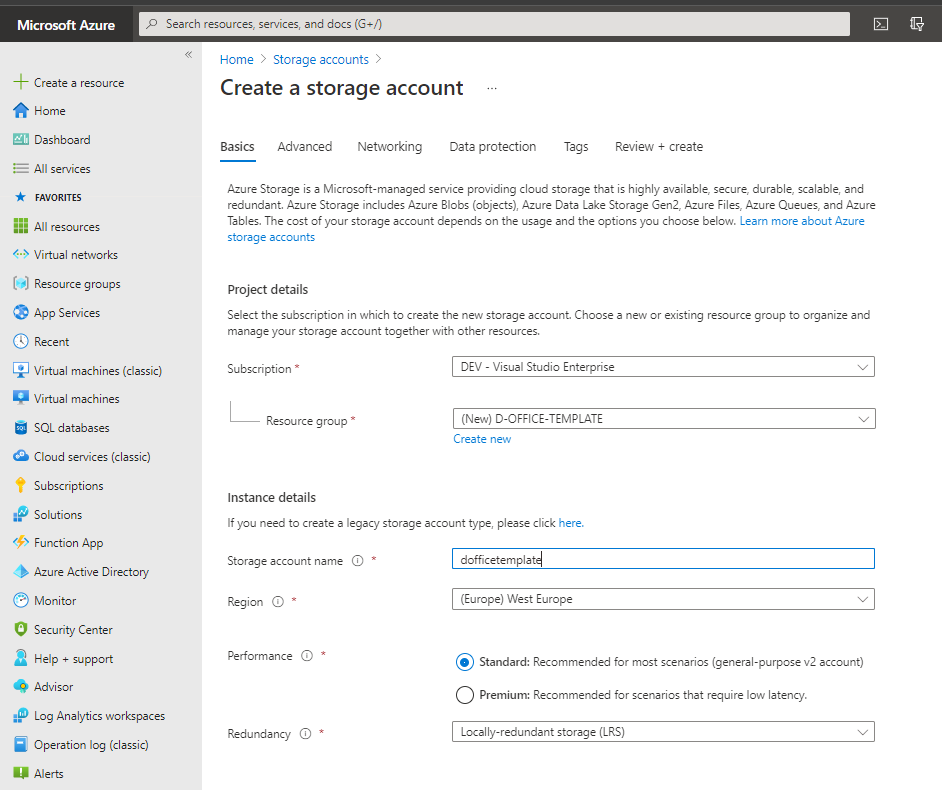 Microsoft Azure
Search resources, services, and docs (G+/)
«
Create a resource
Home
Dashboard
All services
FAVORITES
All resources
Virtual networks
Resource groups
App Services
Recent
Virtual machines (classic)
Virtual machines
SQL databases
Cloud services (classic)
Subscriptions
Solutions
Function App
Azure Active Directory
Monitor
Security Center
Help + support
Advisor
Log Analytics workspaces
Operation log (classic)
Alerts
Home > Storage accounts >
Create a storage account ...
Basics Advanced Networking Data protection Tags Review + create
Azure Storage is a Microsoft-managed service providing cloud storage that is highly available, secure, durable, scalable, and
redundant. Azure Storage includes Azure Blobs (objects), Azure Data Lake Storage Gen2, Azure Files, Azure Queues, and Azure
Tables. The cost of your storage account depends on the usage and the options you choose below. Learn more about Azure
storage accounts
Project details
Select the subscription in which to create the new storage account. Choose a new or existing resource group to organize and
manage your storage account together with other resources.
Subscription * DEV - Visual Studio Enterprise
Resource group * (New) D-OFFICE-TEMPLATE
Create new
Instance details
If you need to create a legacy storage account type, please click here.
Storage account name * dofficetemplate
Region * (Europe) West Europe
Performance * Standard: Recommended for most scenarios (general-purpose v2 account)
Premium: Recommended for scenarios that require low latency.
Redundancy * Locally-redundant storage (LRS)